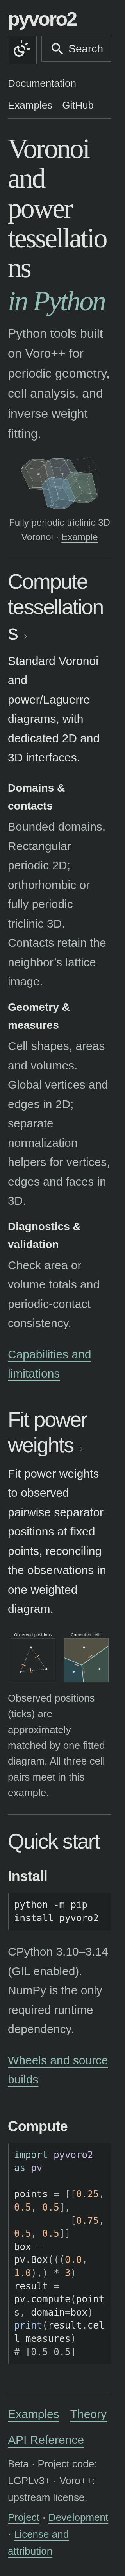 pyvoro2
Search
Documentation
Examples GitHub
Voronoi
and
power
tessellatio
ns
in Python
Python tools built
on Voro++ for
periodic geometry,
cell analysis, and
inverse weight
fitting.
Fully periodic triclinic 3D
Voronoi · Example
Compute
tessellation
s ›
Standard Voronoi
and
power/Laguerre
diagrams, with
dedicated 2D and
3D interfaces.
Domains &
contacts
Bounded domains.
Rectangular
periodic 2D;
orthorhombic or
fully periodic
triclinic 3D.
Contacts retain the
neighbor’s lattice
image.
Geometry &
measures
Cell shapes, areas
and volumes.
Global vertices and
edges in 2D;
separate
normalization
helpers for vertices,
edges and faces in
3D.
Diagnostics &
validation
Check area or
volume totals and
periodic-contact
consistency.
Capabilities and
limitations
Fit power
weights ›
Fit power weights
to observed
pairwise separator
positions at fixed
points, reconciling
the observations in
one weighted
diagram.
Observed positions Computed cells
Observed positions
(ticks) are
approximately
matched by one fitted
diagram. All three cell
pairs meet in this
example.
Quick start
Install
python -m pip
install pyvoro2
CPython 3.10–3.14
(GIL enabled).
NumPy is the only
required runtime
dependency.
Wheels and source
builds
Compute
import pyvoro2
as pv
points = [[0.25,
0.5, 0.5],
[0.75,
0.5, 0.5]]
box =
pv.Box(((0.0,
1.0),) * 3)
result =
pv.compute(point
s, domain=box)
print(result.cel
l_measures)
# [0.5 0.5]
Examples Theory
API Reference
Beta · Project code:
LGPLv3+ · Voro++:
upstream license.
Project · Development
· License and
attribution